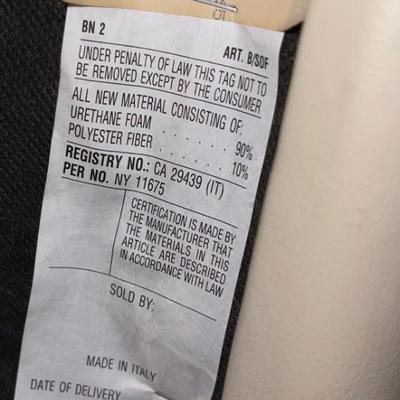 BN 2 ART. B/SOF
UNDER PENALTY OF LAW THIS TAG NOT TO
BE REMOVED EXCEPT BY THE CONSUMER
ALL NEW MATERIAL CONSISTING OF:
URETHANE FOAM . . . . . . 90%
POLYESTER FIBER . . . . . . 10%
REGISTRY NO.: CA 29439 (IT)
PER NO. NY 11675
CERTIFICATION IS MADE BY
THE MANUFACTURER THAT
THE MATERIALS IN THIS
ARTICLE ARE DESCRIBED
IN ACCORDANCE WITH LAW
SOLD BY:
MADE IN ITALY
DATE OF DELIVERY